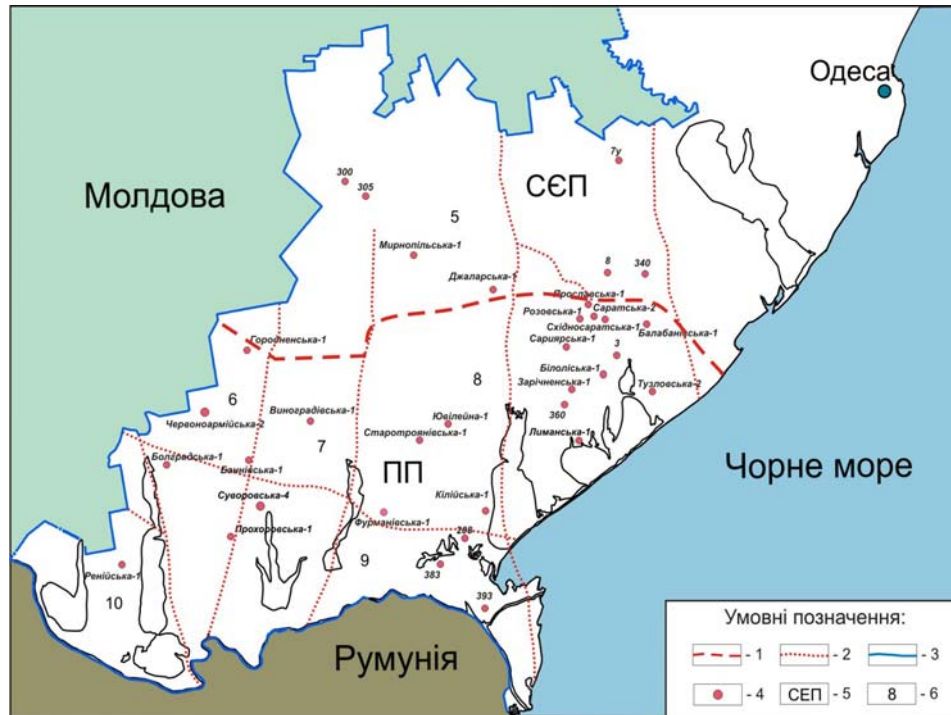 Одеса
7у
СЄП
Молдова
300
305
5
Мирнопільська-1
8
340
Джаларська-1
Ярославська-1
Розовська-1
Саратська-2
Східносаратська-1
Балабанівська-1
Сариярська-1
3
Городненська-1
Білоліська-1
Зарічненська-1
Тузловська-2
8
6
360
Червоноармійська-2
Виноградівська-1
Ювілейна-1
Старотроянівська-1
Лиманська-1
7
Болградська-1
Баннівська-1
ПП
Чорне море
Суворовська-4
Кілійська-1
Фурманівська-1
Прохоровська-1
288
9
Ренійська-1
383
10
393
Румунія
Умовні позначення:
- 1
- 2
- 3
- 4
СЕП - 5
8 - 6